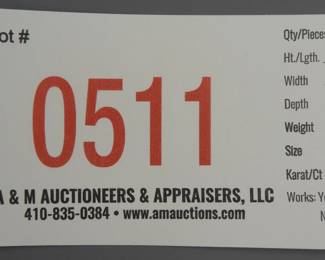 ot #
0511
A & M AUCTIONEERS & APPRAISERS, LLC
410-835-0384 • www.amauctions.com
Qty/Pieces
Ht./Lgth.
Width
Depth
Weight
Size
Karat/Ct
Works: Y
N